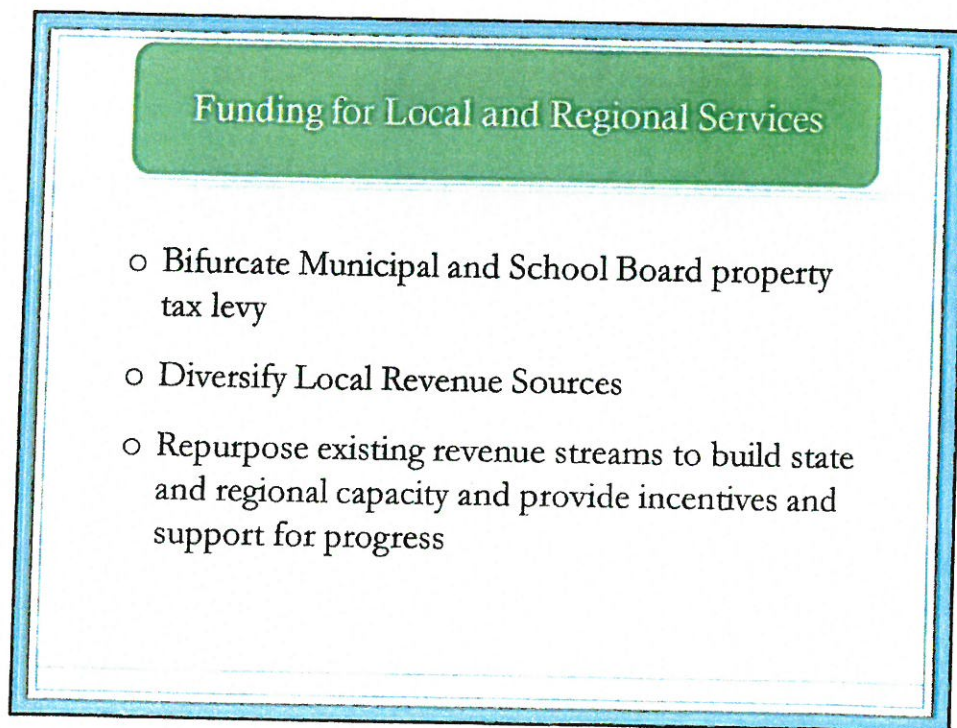 Funding for Local and Regional Services
o Bifurcate Municipal and School Board property
tax levy
o Diversify Local Revenue Sources
o Repurpose existing revenue streams to build state
and regional capacity and provide incentives and
support for progress